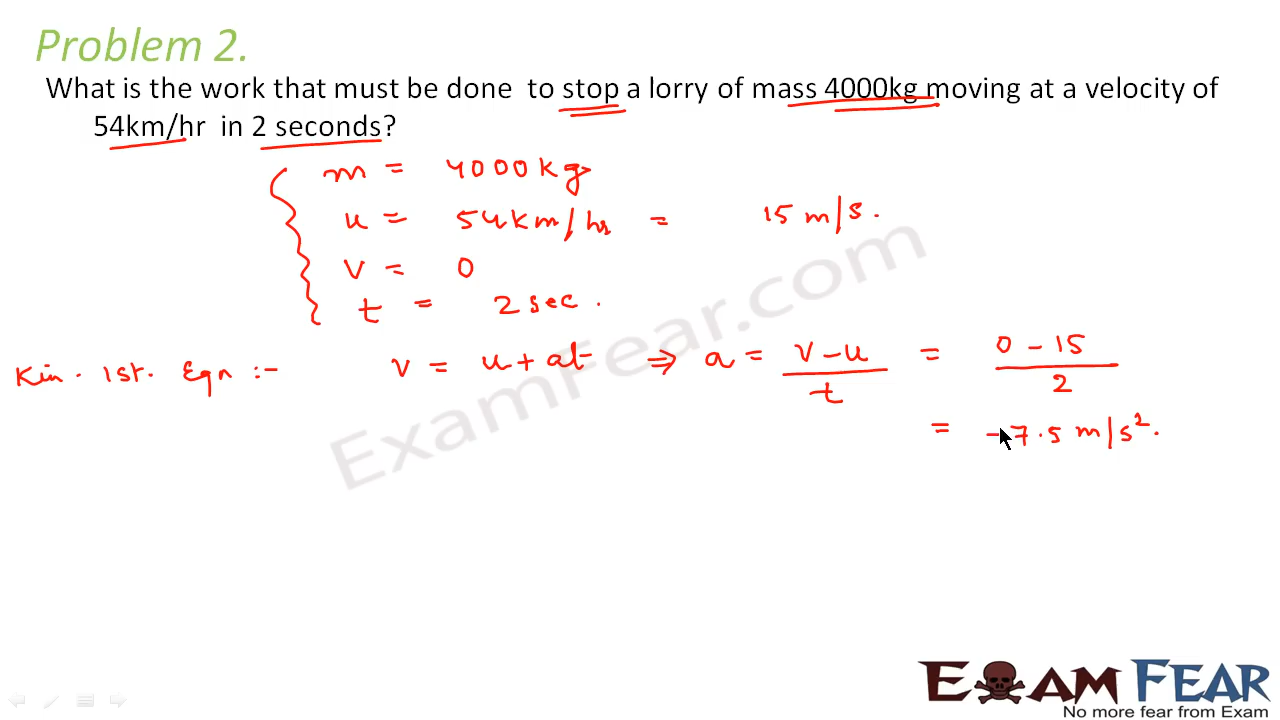 Problem 2.
What is the work that must be done to stop a lorry of mass 4000kg moving at a velocity of
54km/hr in 2 seconds?
m = 4000kg
u = 54km/hr = 15 m/s.
v = 0
t = 2 sec.
Kin. 1st. Eqn :- v = u + at ⇒ a = v - u / t = 0 - 15 / 2
= -7.5 m/s².
ExamFear.com
EXAM FEAR
No more fear from Exam